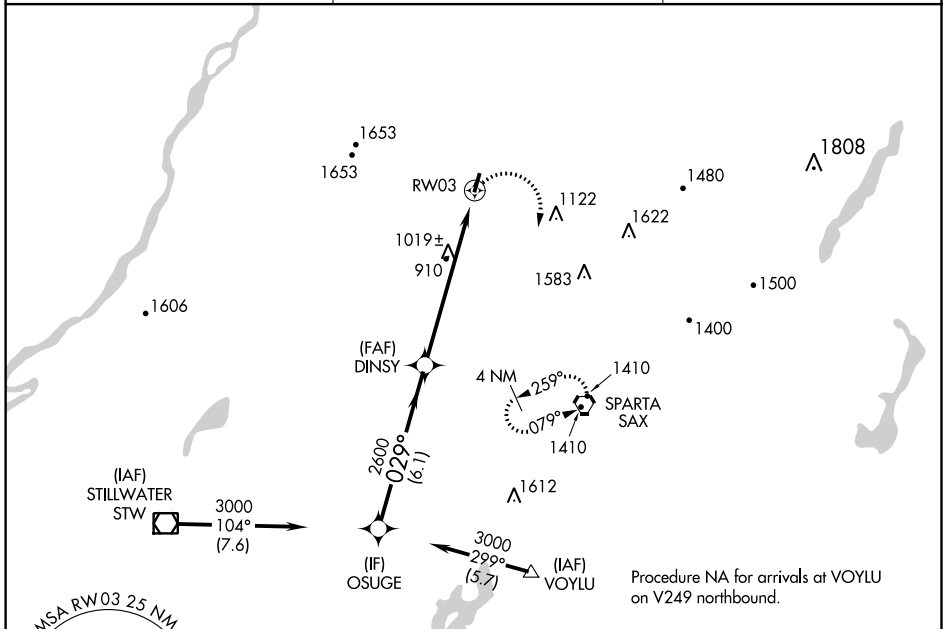 1653
1653
1808
1480
RW03
1122
1622
1019±
910
1583
1606
1500
1400
(FAF)
DINSY
4 NM
259°
1410
079°
SPARTA
SAX
1410
2600
029°
(6.1)
1612
(IAF)
STILLWATER
STW
3000
104°
(7.6)
3000
299°
(5.7)
(IF)
OSUGE
(IAF)
VOYLU
Procedure NA for arrivals at VOYLU
on V249 northbound.
MSA RW03 25 NM